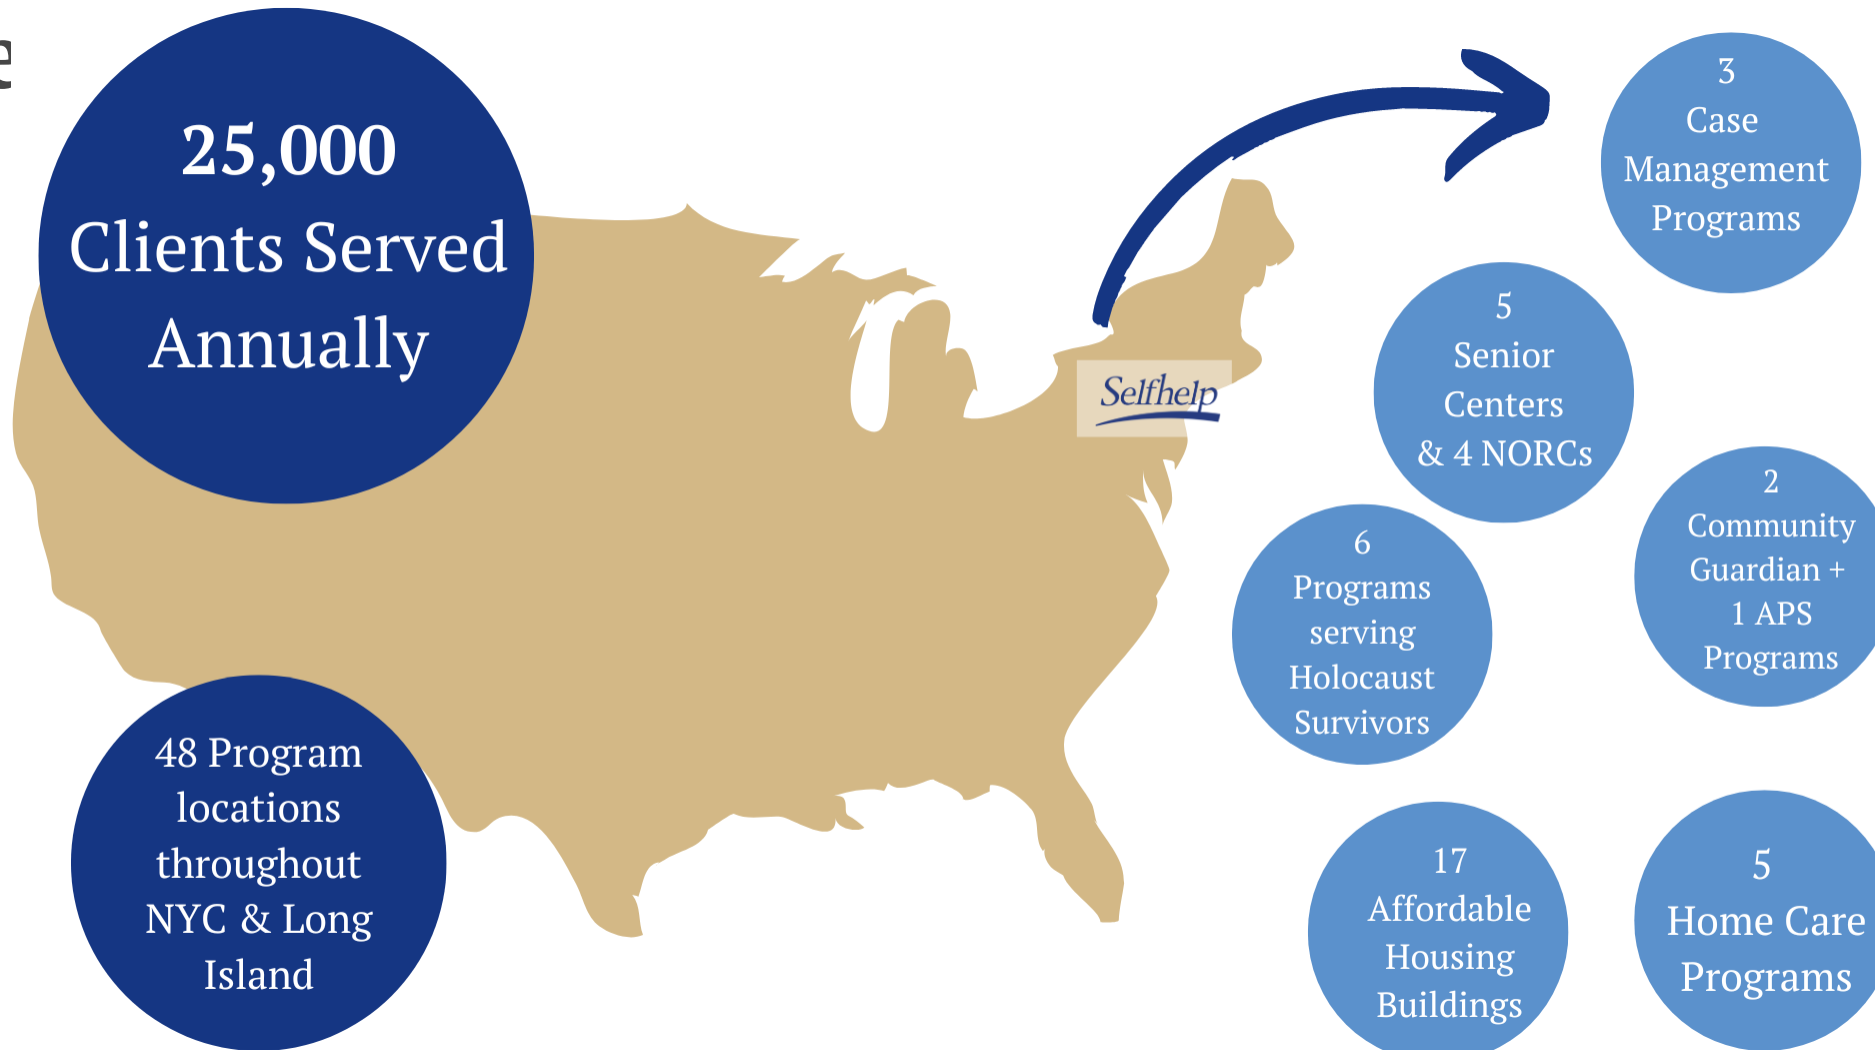 25,000
Clients Served
Annually
48 Program
locations
throughout
NYC & Long
Island
Selfhelp
3
Case
Management
Programs
5
Senior
Centers
& 4 NORCs
6
Programs
serving
Holocaust
Survivors
2
Community
Guardian +
1 APS
Programs
17
Affordable
Housing
Buildings
5
Home Care
Programs